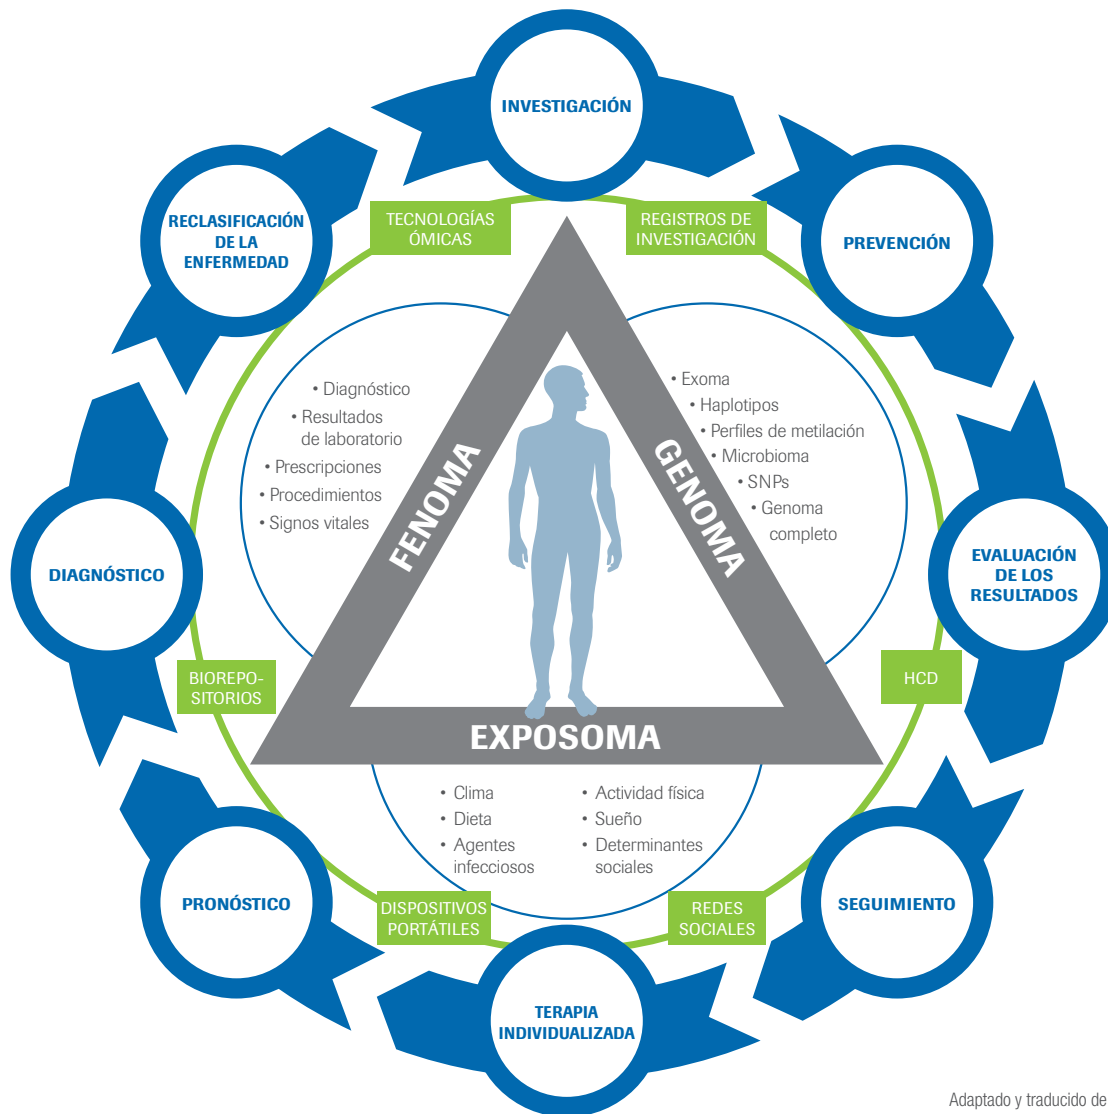 INVESTIGACIÓN
RECLASIFICACIÓN
DE LA
ENFERMEDAD
TECNOLOGÍAS
ÓMICAS
REGISTROS DE
INVESTIGACIÓN
PREVENCIÓN
• Diagnóstico
• Resultados
de laboratorio
• Prescripciones
• Procedimientos
• Signos vitales
FENOMA
GENOMA
• Exoma
• Haplotipos
• Perfiles de metilación
• Microbioma
• SNPs
• Genoma
completo
DIAGNÓSTICO
EVALUACIÓN
DE LOS
RESULTADOS
BIOREPO-
SITORIOS
HCD
EXPOSOMA
• Clima
• Dieta
• Agentes
infecciosos
• Actividad física
• Sueño
• Determinantes
sociales
PRONÓSTICO
DISPOSITIVOS
PORTÁTILES
REDES
SOCIALES
SEGUIMIENTO
TERAPIA
INDIVIDUALIZADA
Adaptado y traducido de